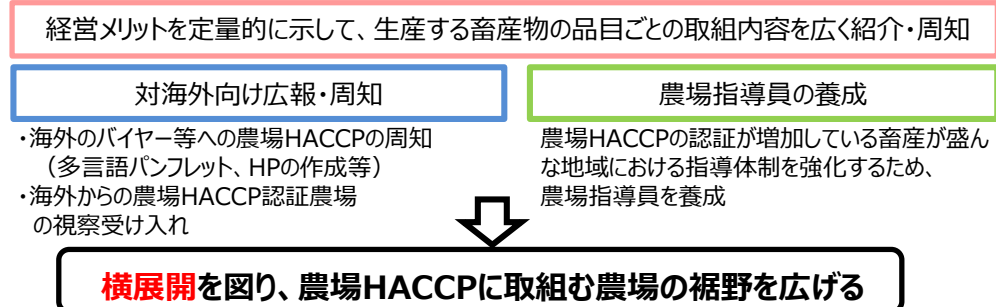 経営メリットを定量的に示して、生産する畜産物の品目ごとの取組内容を広く紹介・周知
対海外向け広報・周知
・海外のバイヤー等への農場HACCPの周知
（多言語パンフレット、HPの作成等）
・海外からの農場HACCP認証農場
の視察受け入れ
農場指導員の養成
農場HACCPの認証が増加している畜産が盛ん
な地域における指導体制を強化するため、
農場指導員を養成
横展開を図り、農場HACCPに取組む農場の裾野を広げる